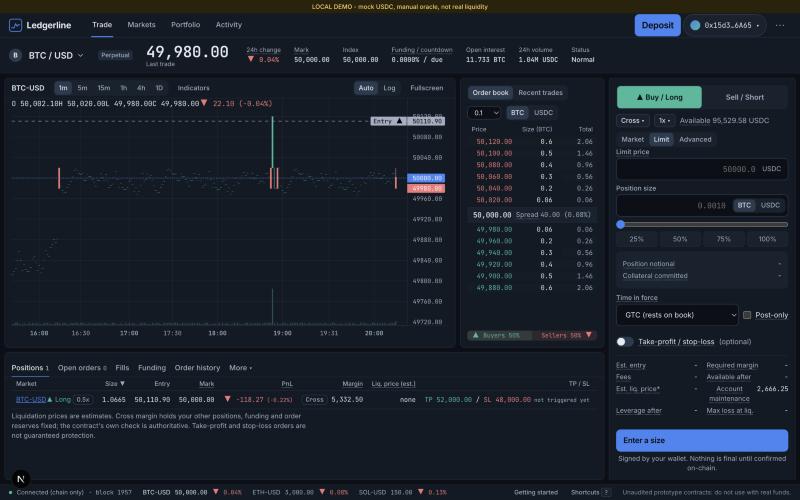 LOCAL DEMO - mock USDC, manual oracle, not real liquidity
Ledgerline Trade Markets Portfolio Activity Deposit 0x15d3…6A65
B BTC / USD Perpetual 49,980.00 Last trade
24h change 0.04% Mark 50,000.00 Index 50,000.00 Funding / countdown 0.0000% / due Open interest 11.733 BTC 24h volume 1.04M USDC Status Normal
BTC-USD 1m 5m 15m 1h 4h 1D Indicators Auto Log Fullscreen
O 50,002.10H 50,020.00L 49,980.00C 49,980.00 22.10 (-0.04%)
Entry 50110.90
50080.00
50040.00
50000.00
49980.00
49960.00
49920.00
49880.00
49840.00
49800.00
49760.00
49720.00
16:00 16:30 17:00 17:30 18:00 19:00 19:30 20:00
Order book Recent trades
0.1 BTC USDC
Price Size (BTC) Total
50,120.00 0.6 2.06
50,100.00 0.5 1.46
50,080.00 0.4 0.96
50,060.00 0.3 0.56
50,040.00 0.2 0.26
50,020.00 0.06 0.06
50,000.00 Spread 40.00 (0.08%)
49,980.00 0.06 0.06
49,960.00 0.2 0.26
49,940.00 0.3 0.56
49,920.00 0.4 0.96
49,900.00 0.5 1.46
49,880.00 0.6 2.06
Buyers 50% Sellers 50%
Buy / Long Sell / Short
Cross 1x Available 95,529.58 USDC
Market Limit Advanced
Limit price
50000.0 USDC
Position size
0.0010 BTC USDC
25% 50% 75% 100%
Position notional -
Collateral committed -
Time in force
GTC (rests on book) Post-only
Take-profit / stop-loss (optional)
Est. entry - Required margin -
Fees - Available after -
Est. liq. price* - Account maintenance 2,666.25
Leverage after - Max loss at liq. -
Enter a size
Signed by your wallet. Nothing is final until confirmed
on-chain.
Positions 1 Open orders 0 Fills Funding Order history More
Market Size ▼ Entry Mark PnL Margin Liq. price (est.) TP / SL
BTC-USD ▲ Long 0.5x 1.0665 50,110.90 50,000.00 ▼ -118.27 (-0.22%) Cross 5,332.50 none TP 52,000.00 / SL 48,000.00 not triggered yet
Liquidation prices are estimates. Cross margin holds your other positions, funding and order
reserves fixed; the contract's own check is authoritative. Take-profit and stop-loss orders are
not guaranteed protection.
N
Connected (chain only) · block 1957 BTC-USD 50,000.00 ▼ 0.04% ETH-USD 3,000.00 ▼ 0.08% SOL-USD 150.00 ▼ 0.13% Getting started Shortcuts ? Unaudited prototype contracts: do not use with real funds.